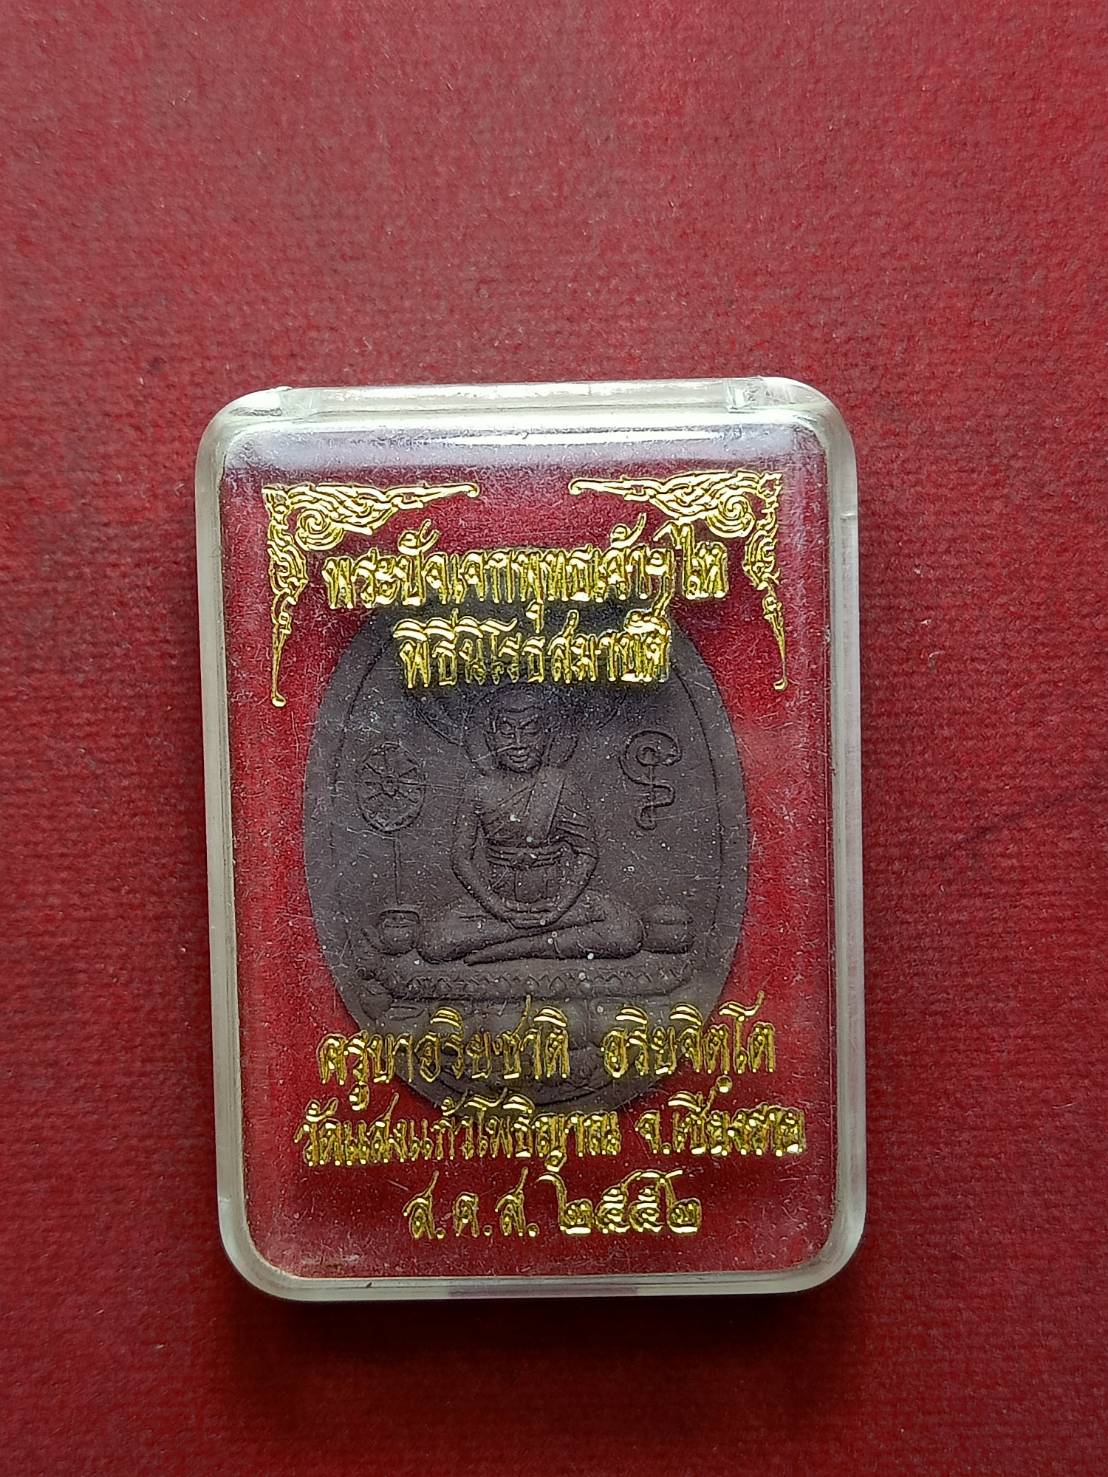 พระปัจเจกพุทธเจ้าฯไห
พิธีนิโรธสมาบัติ
ครูบาอริยชาติ อริยจิตฺโต
วัดแสงแก้วโพธิญาณ จ.เชียงราย
ส.ค.ส. ๒๕๕๒